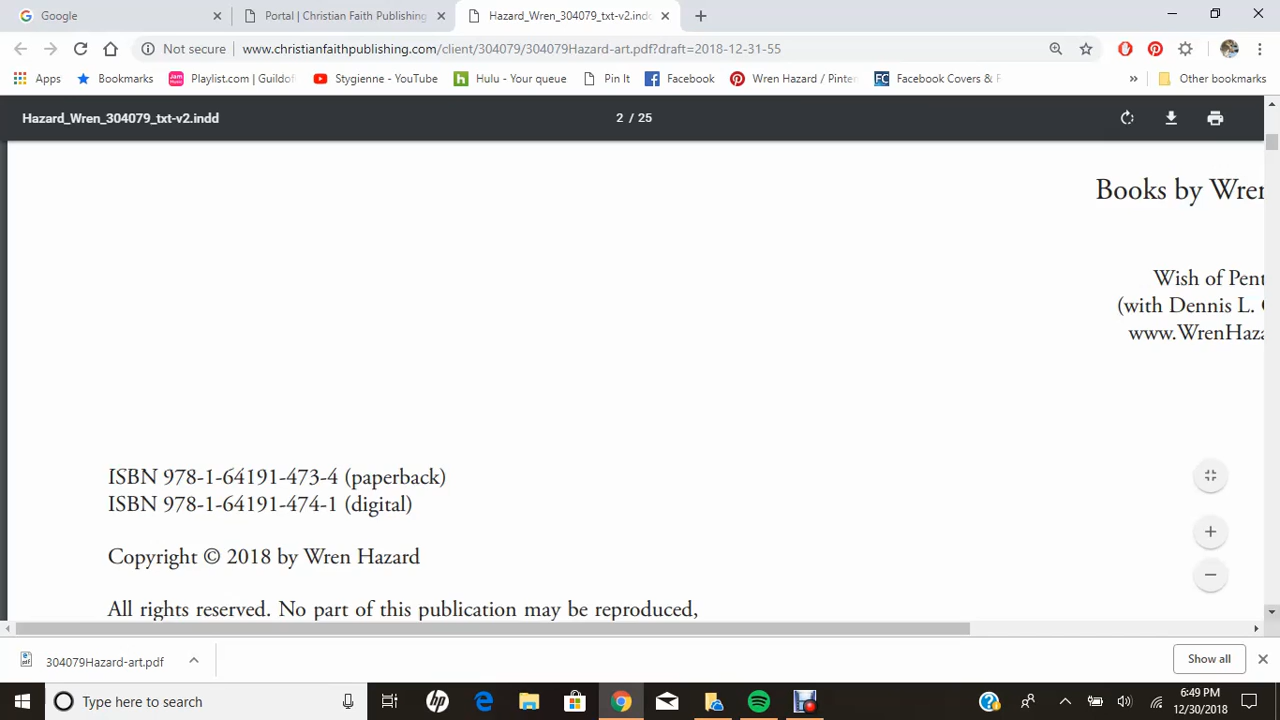 Google
Portal | Christian Faith Publishing
Hazard_Wren_304079_txt-v2.indd
Not secure
www.christianfaithpublishing.com/client/304079/304079Hazard-art.pdf?draft=2018-12-31-55
Apps
Bookmarks
Playlist.com | Guildof
Stygienne - YouTube
Hulu - Your queue
Pin It
Facebook
Wren Hazard / Pinter
Facebook Covers & F
»
Other bookmarks
Hazard_Wren_304079_txt-v2.indd
2 / 25
Books by Wren
Wish of Pent
(with Dennis L.
www.WrenHaza
ISBN 978-1-64191-473-4 (paperback)
ISBN 978-1-64191-474-1 (digital)
Copyright © 2018 by Wren Hazard
All rights reserved. No part of this publication may be reproduced,
304079Hazard-art.pdf
Show all
Type here to search
6:49 PM
12/30/2018